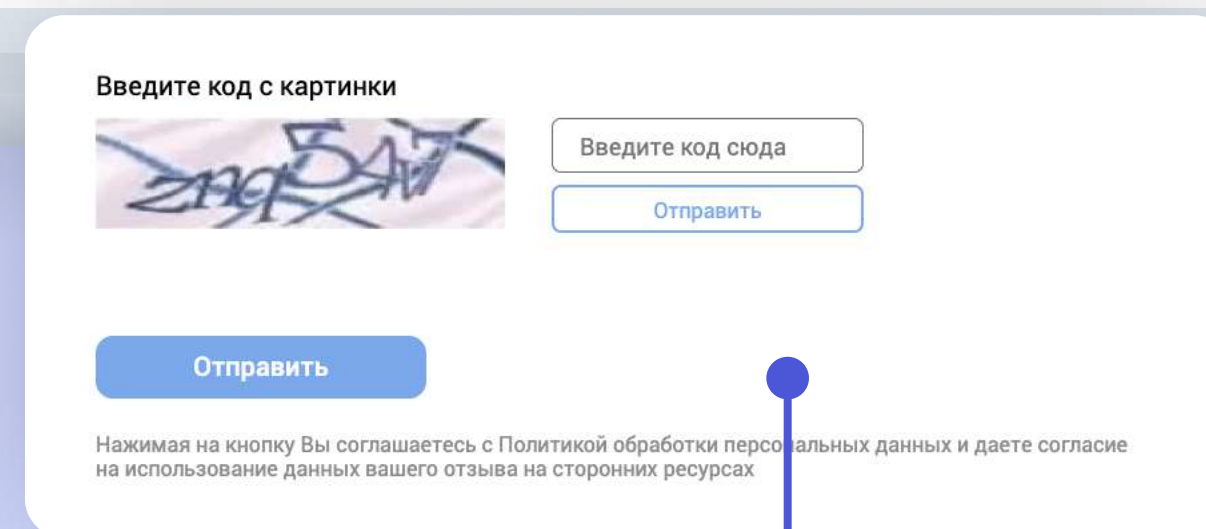 Введите код с картинки
Введите код сюда
Отправить
Отправить
Нажимая на кнопку Вы соглашаетесь с Политикой обработки персональных данных и даете согласие
на использование данных вашего отзыва на сторонних ресурсах